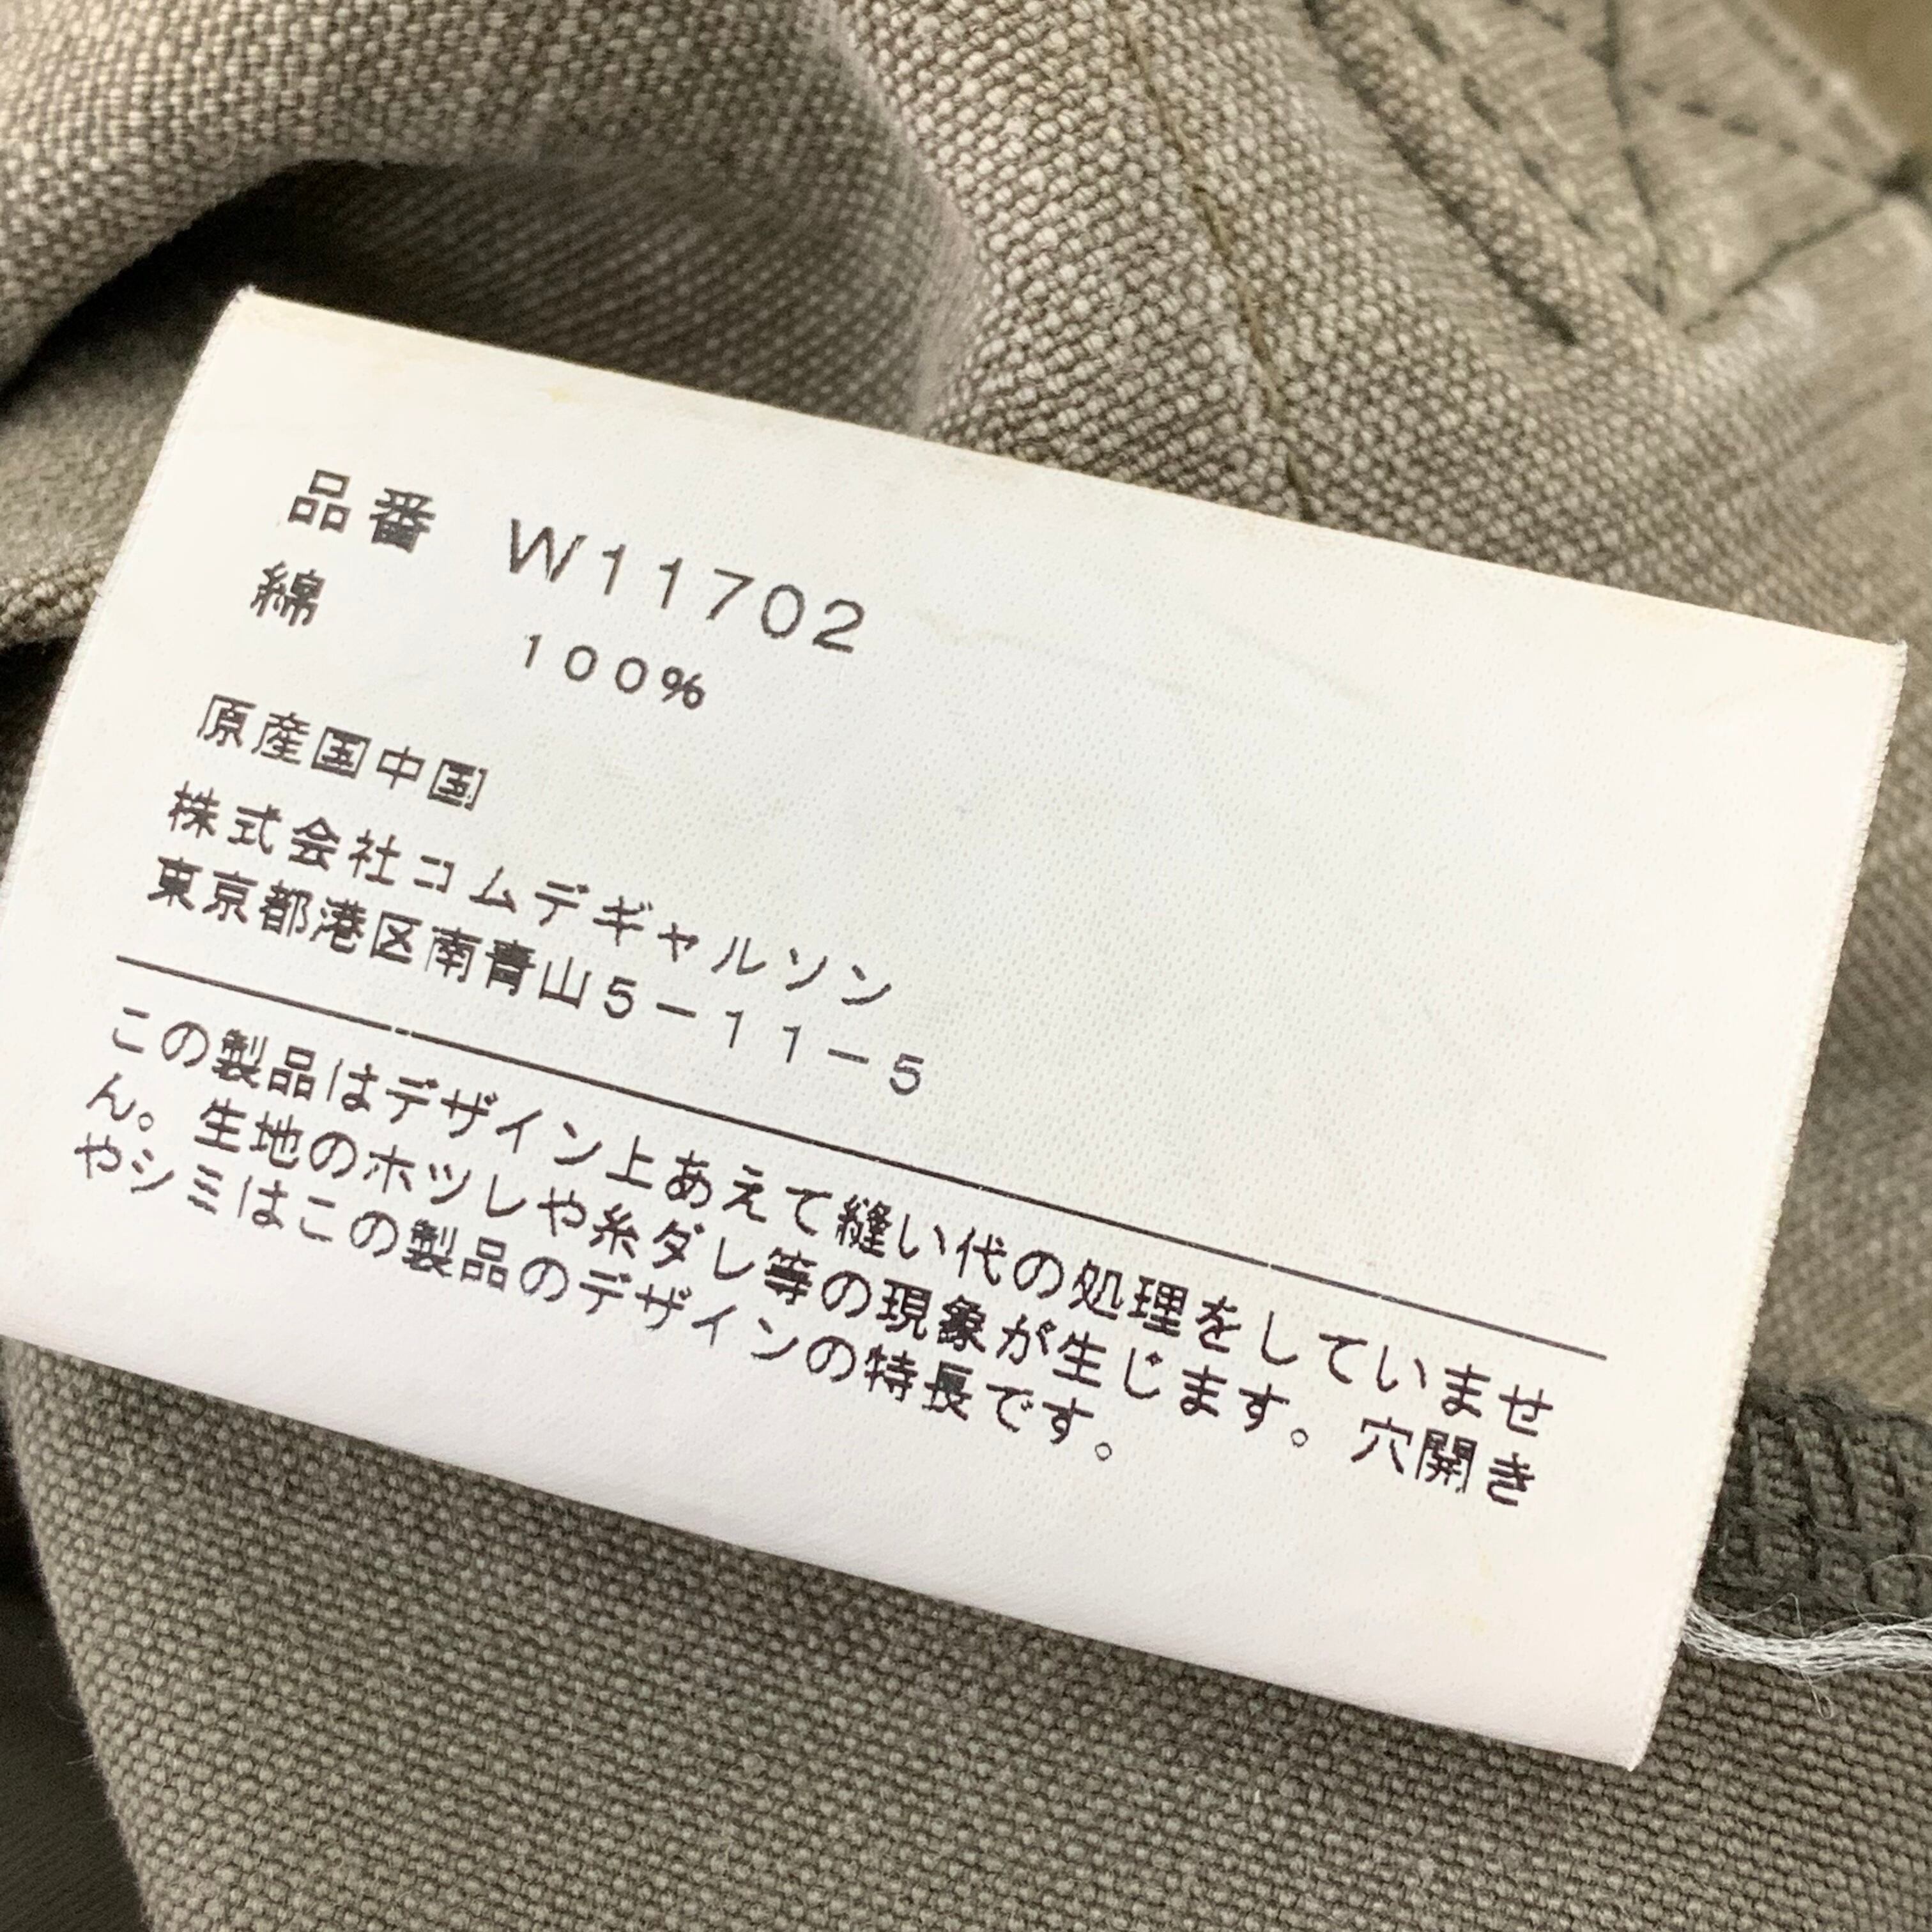 品番 W11702
綿 100%
原産国中国
株式会社コムデギャルソン
東京都港区南青山5-11-5
この製品はデザイン上あえて縫い代の処理をしていませ
ん。生地のホツレや糸ダレ等の現象が生じます。穴開き
やシミはこの製品のデザインの特長です。